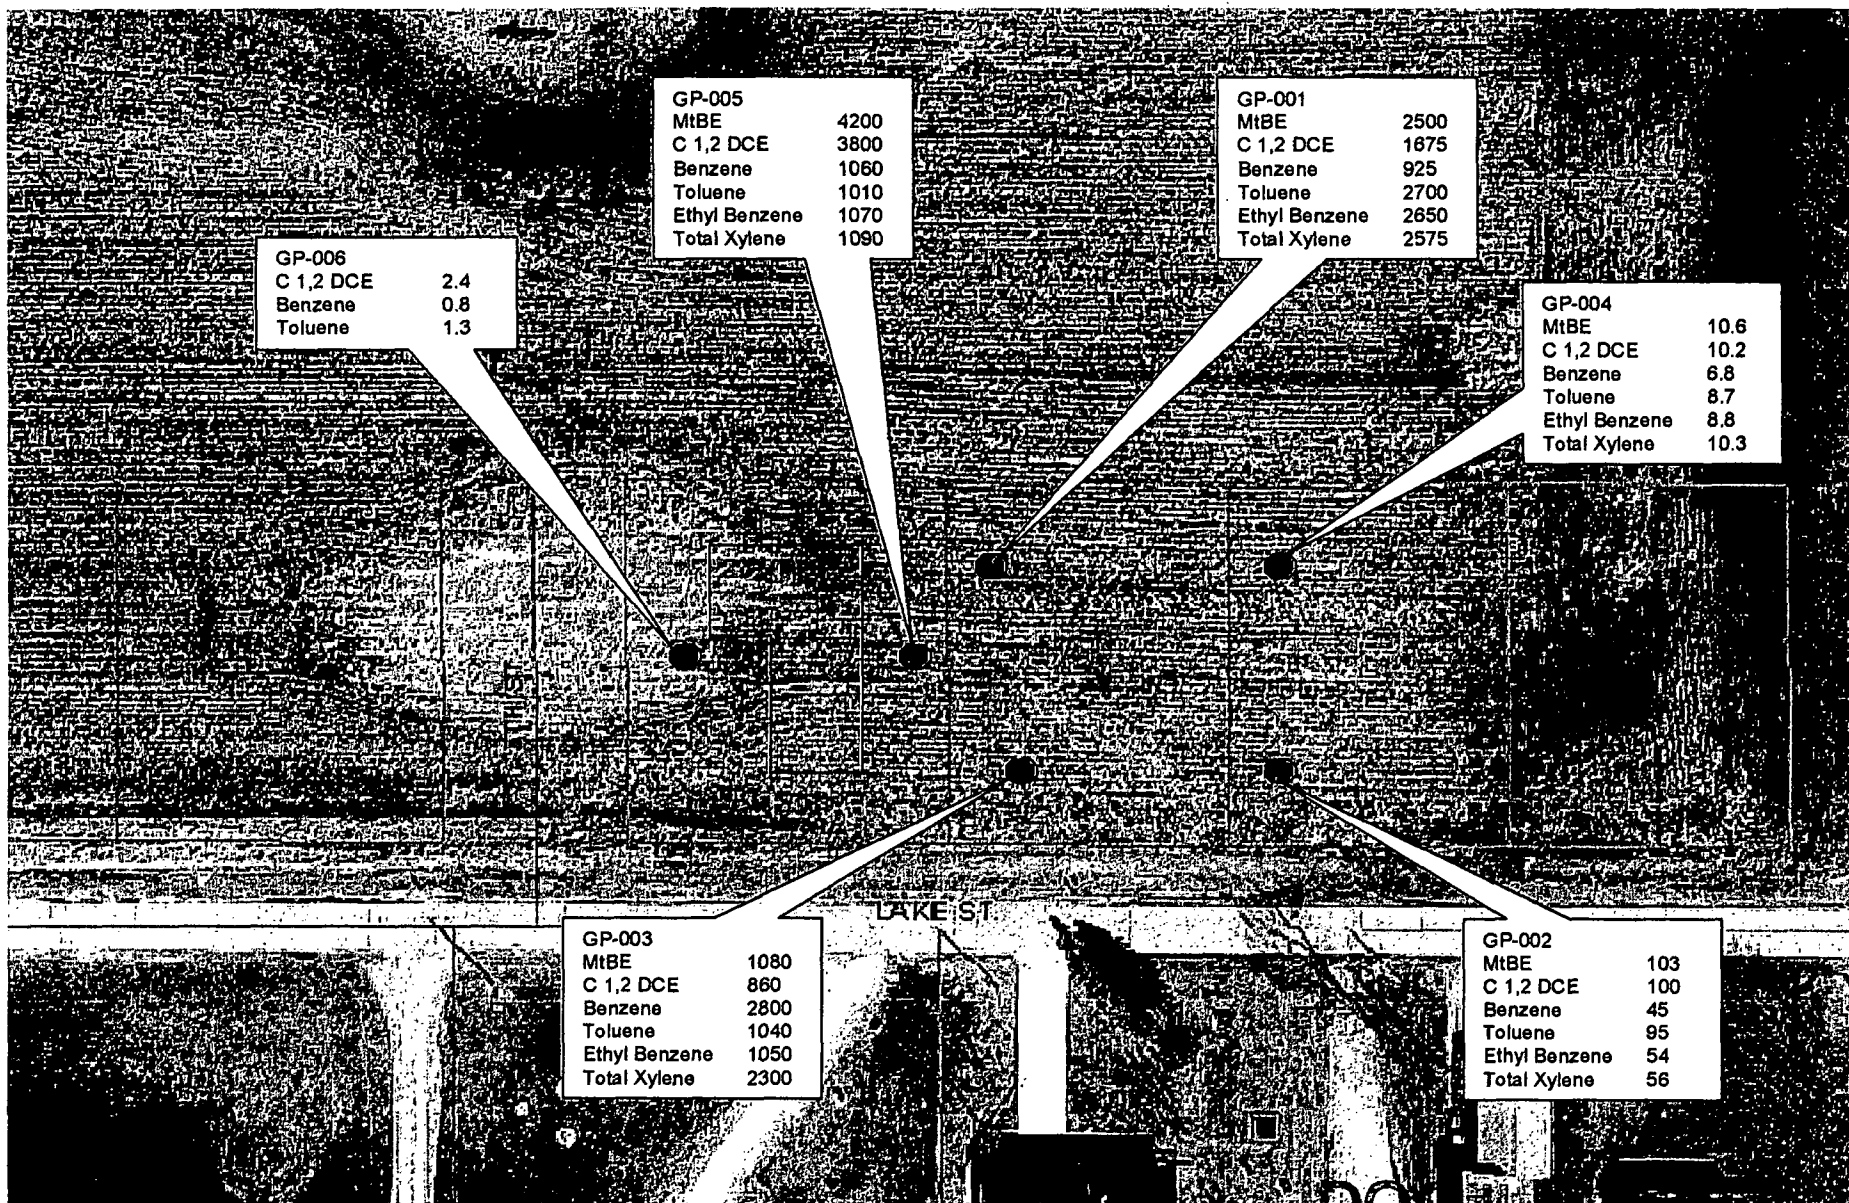 GP-005
MtBE 4200
C 1,2 DCE 3800
Benzene 1060
Toluene 1010
Ethyl Benzene 1070
Total Xylene 1090
GP-001
MtBE 2500
C 1,2 DCE 1675
Benzene 925
Toluene 2700
Ethyl Benzene 2650
Total Xylene 2575
GP-006
C 1,2 DCE 2.4
Benzene 0.8
Toluene 1.3
GP-004
MtBE 10.6
C 1,2 DCE 10.2
Benzene 6.8
Toluene 8.7
Ethyl Benzene 8.8
Total Xylene 10.3
LAKE ST
GP-003
MtBE 1080
C 1,2 DCE 860
Benzene 2800
Toluene 1040
Ethyl Benzene 1050
Total Xylene 2300
GP-002
MtBE 103
C 1,2 DCE 100
Benzene 45
Toluene 95
Ethyl Benzene 54
Total Xylene 56